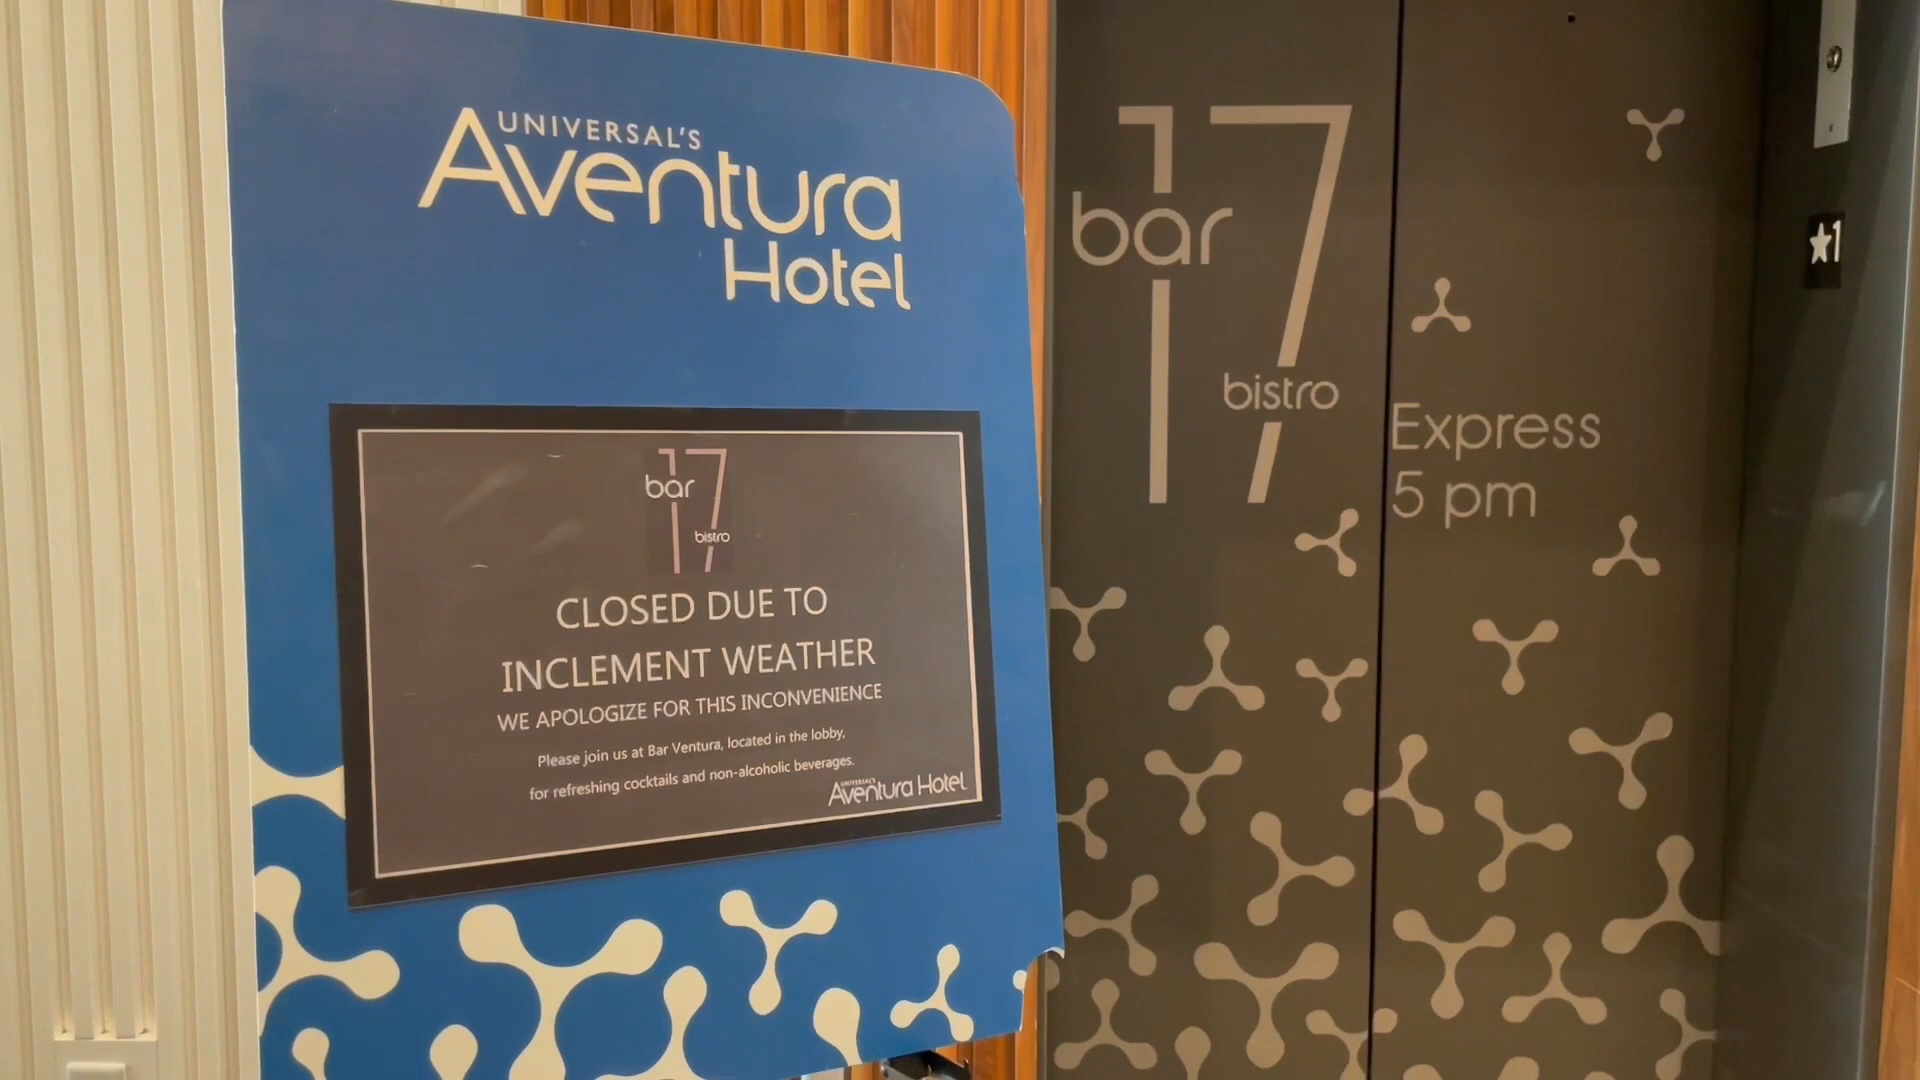 UNIVERSAL'S
Aventura
Hotel
17
bar
bistro
CLOSED DUE TO
INCLEMENT WEATHER
WE APOLOGIZE FOR THIS INCONVENIENCE
Please join us at Bar Ventura, located in the lobby,
for refreshing cocktails and non-alcoholic beverages.
UNIVERSAL'S
Aventura Hotel
17
bar
bistro
Express
5 pm
★1